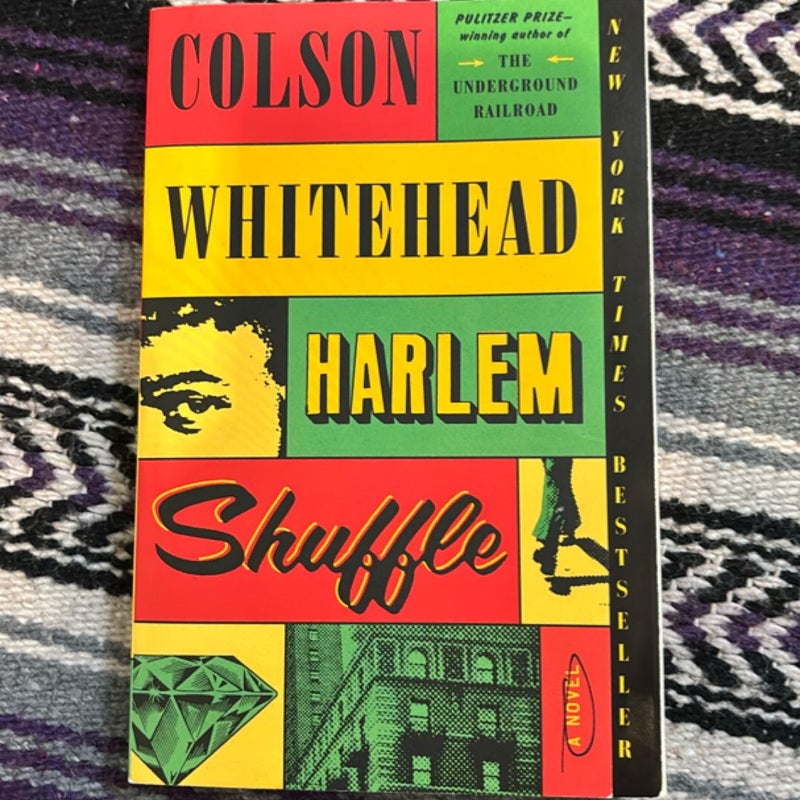 COLSON
PULITZER PRIZE–
winning author of
THE
UNDERGROUND
RAILROAD
WHITEHEAD
HARLEM
Shuffle
A NOVEL
NEW YORK TIMES BESTSELLER